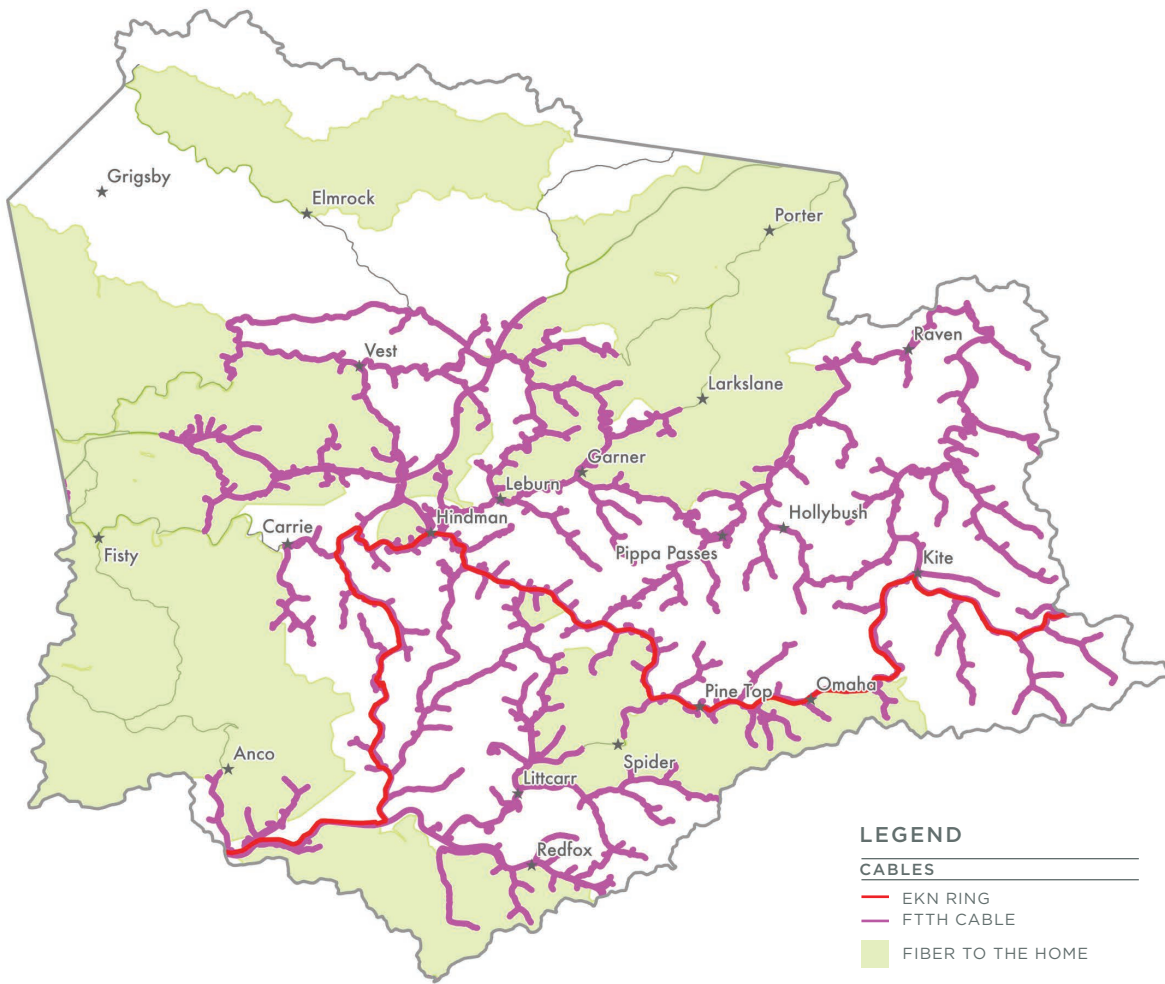 Grigsby
Elmrock
Porter
Raven
Vest
Larkslane
Garner
Leburn
Hindman
Hollybush
Carrie
Fisty
Pippa Passes
Kite
Pine Top
Omaha
Anco
Spider
Littcarr
Redfox
LEGEND
CABLES
EKN RING
FTTH CABLE
FIBER TO THE HOME